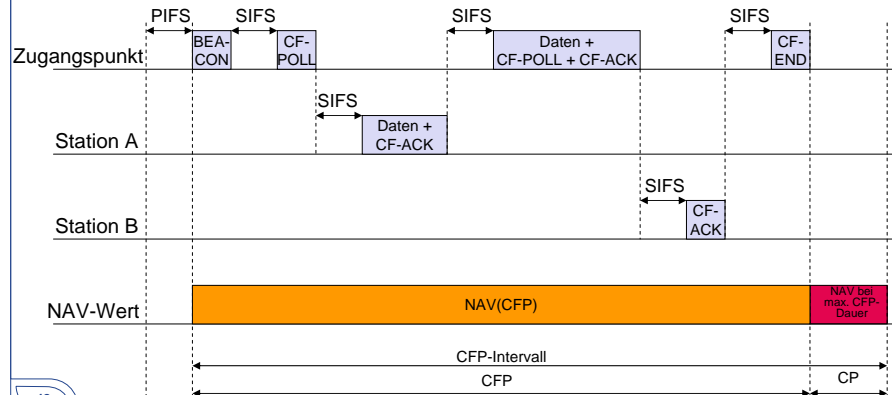 PIFS SIFS SIFS SIFS
Zugangspunkt
BEA-
CON
CF-
POLL
Daten +
CF-POLL + CF-ACK
CF-
END
SIFS
Station A
Daten +
CF-ACK
SIFS
Station B
CF-
ACK
NAV-Wert
NAV(CFP)
NAV bei
max. CFP-
Dauer
CFP-Intervall
CFP
CP